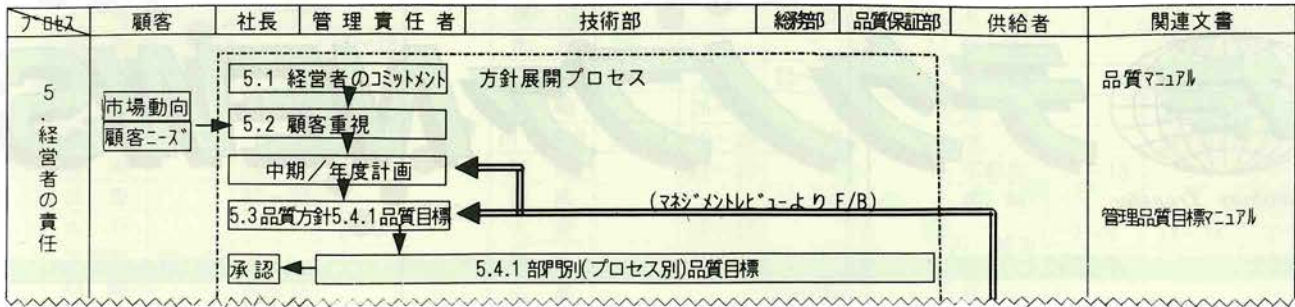 プロセス 顧客 社長 管理責任者 技術部 総務部 品質保証部 供給者 関連文書
5.経営者の責任
5.1 経営者のコミットメント 方針展開プロセス 品質マニュアル
市場動向
顧客ニーズ
5.2 顧客重視
中期／年度計画
(マネジメントレビューより F/B)
5.3品質方針5.4.1品質目標 管理品質目標マニュアル
承認 5.4.1 部門別(プロセス別)品質目標